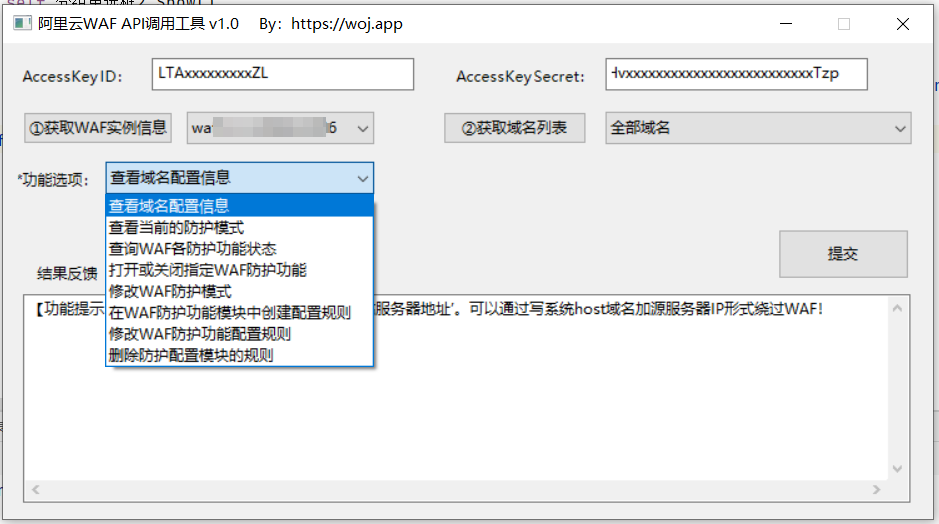 阿里云WAF API调用工具 v1.0 By：https://woj.app
AccessKeyID： LTAxxxxxxxxxZL AccessKeySecret： HvxxxxxxxxxxxxxxxxxxxxxxxxxxTzp
①获取WAF实例信息 waf 6 ②获取域名列表 全部域名
*功能选项： 查看域名配置信息
查看域名配置信息
查看当前的防护模式
查询WAF各防护功能状态
打开或关闭指定WAF防护功能
修改WAF防护模式
在WAF防护功能模块中创建配置规则
修改WAF防护功能配置规则
删除防护配置模块的规则
提交
结果反馈
【功能提示 服务器地址'。可以通过写系统host域名加源服务器IP形式绕过WAF!